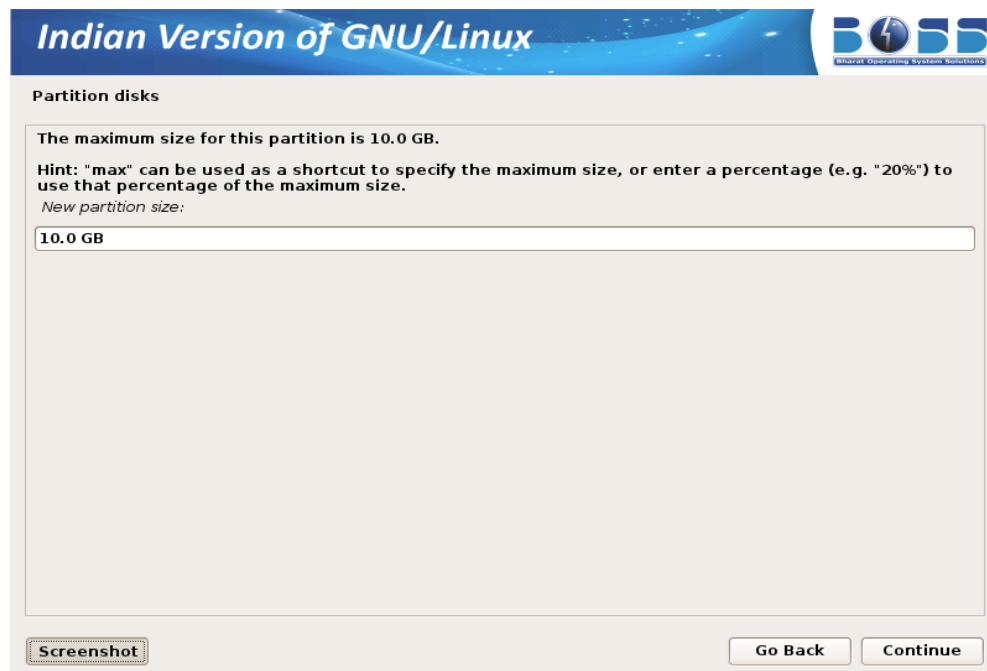 Indian Version of GNU/Linux
BOSS
Bharat Operating System Solutions
Partition disks
The maximum size for this partition is 10.0 GB.
Hint: "max" can be used as a shortcut to specify the maximum size, or enter a percentage (e.g. "20%") to
use that percentage of the maximum size.
New partition size:
10.0 GB
Screenshot
Go Back
Continue